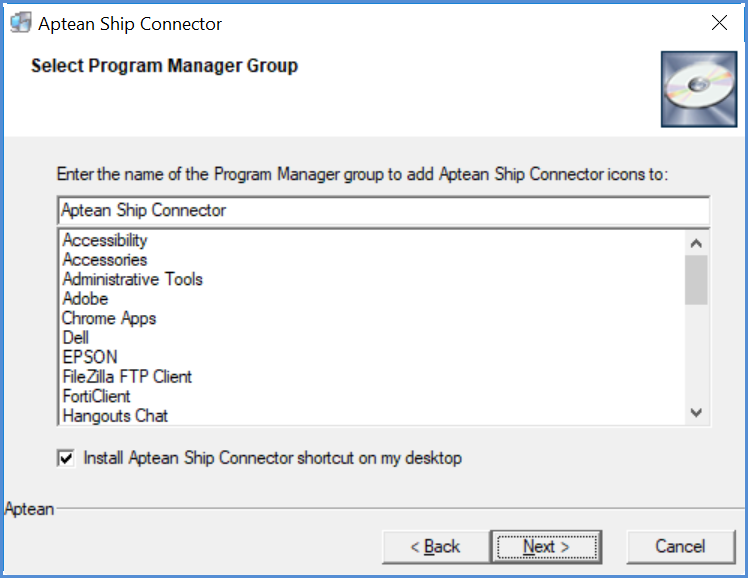 Aptean Ship Connector
Select Program Manager Group
Enter the name of the Program Manager group to add Aptean Ship Connector icons to:
Aptean Ship Connector
Accessibility
Accessories
Administrative Tools
Adobe
Chrome Apps
Dell
EPSON
FileZilla FTP Client
FortiClient
Hangouts Chat
Install Aptean Ship Connector shortcut on my desktop
Aptean
< Back
Next >
Cancel